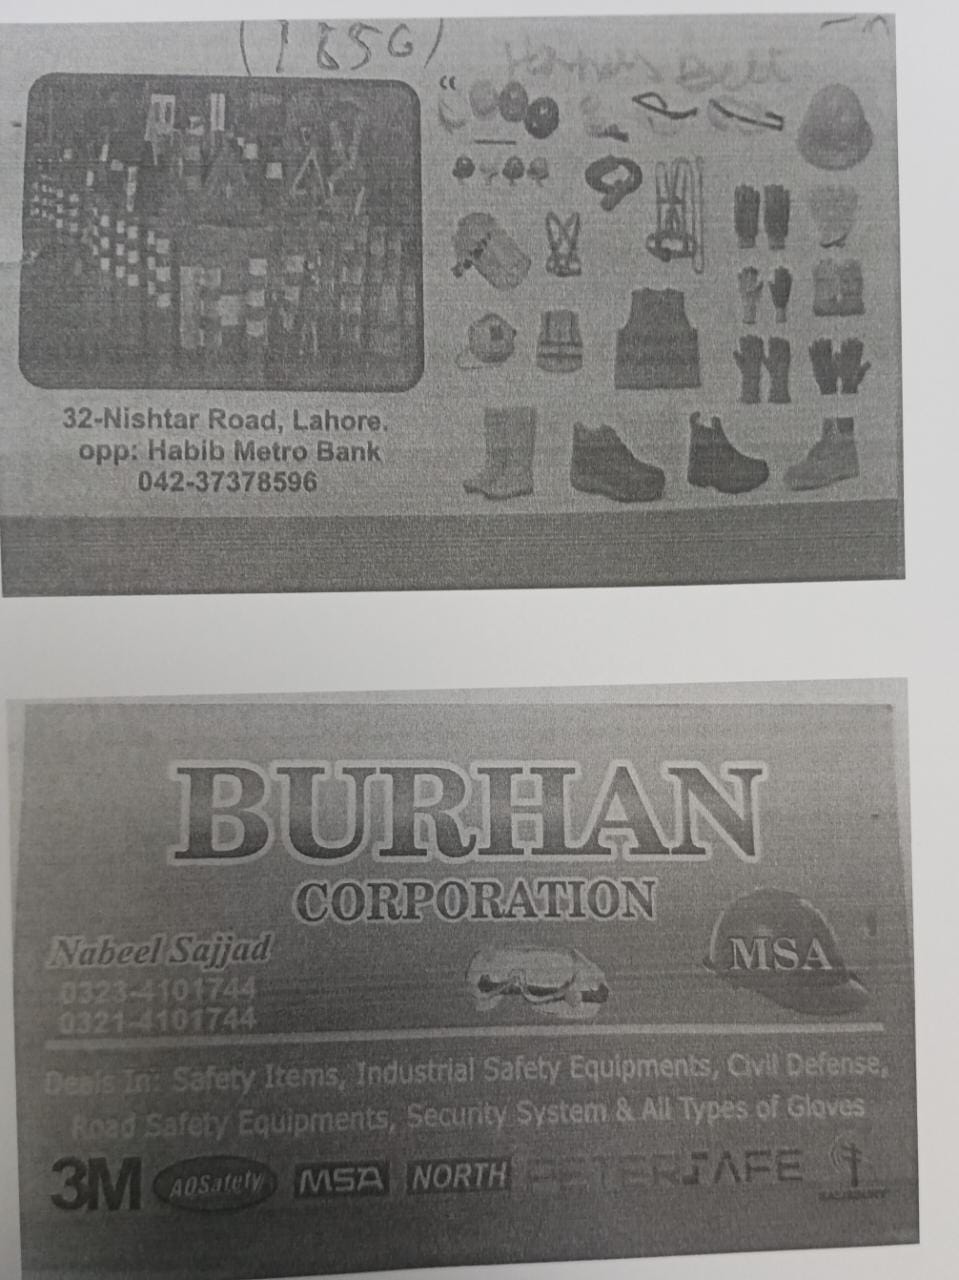 (1850)
Harness Belt
32-Nishtar Road, Lahore.
opp: Habib Metro Bank
042-37378596
BURHAN
CORPORATION
Nabeel Sajjad
0323-4101744
0321-4101744
MSA
Deals In: Safety Items, Industrial Safety Equipments, Civil Defense,
Road Safety Equipments, Security System & All Types of Gloves
3M AOSafety MSA NORTH PETERSAFE SALISBURY